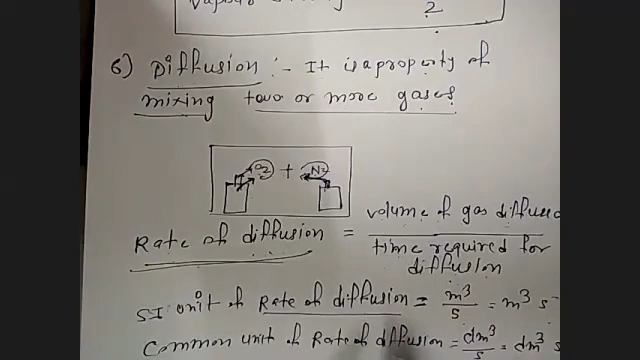 2
6) Diffusion :- It is a property of
mixing two or more gases
O2 + N2
Rate of diffusion = volume of gas diffused
time required for
diffusion
SI unit of Rate of diffusion = m³/s = m³ s⁻
Common unit of Rate of diffusion = dm³/s = dm³ s